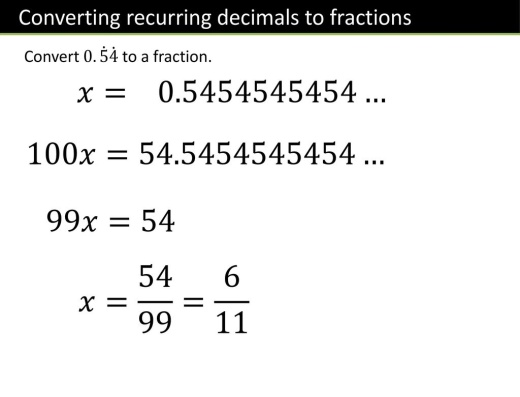 Converting recurring decimals to fractions
Convert 0.5̇4̇ to a fraction.
x = 0.5454545454 ...
100x = 54.5454545454 ...
99x = 54
x = 54/99 = 6/11